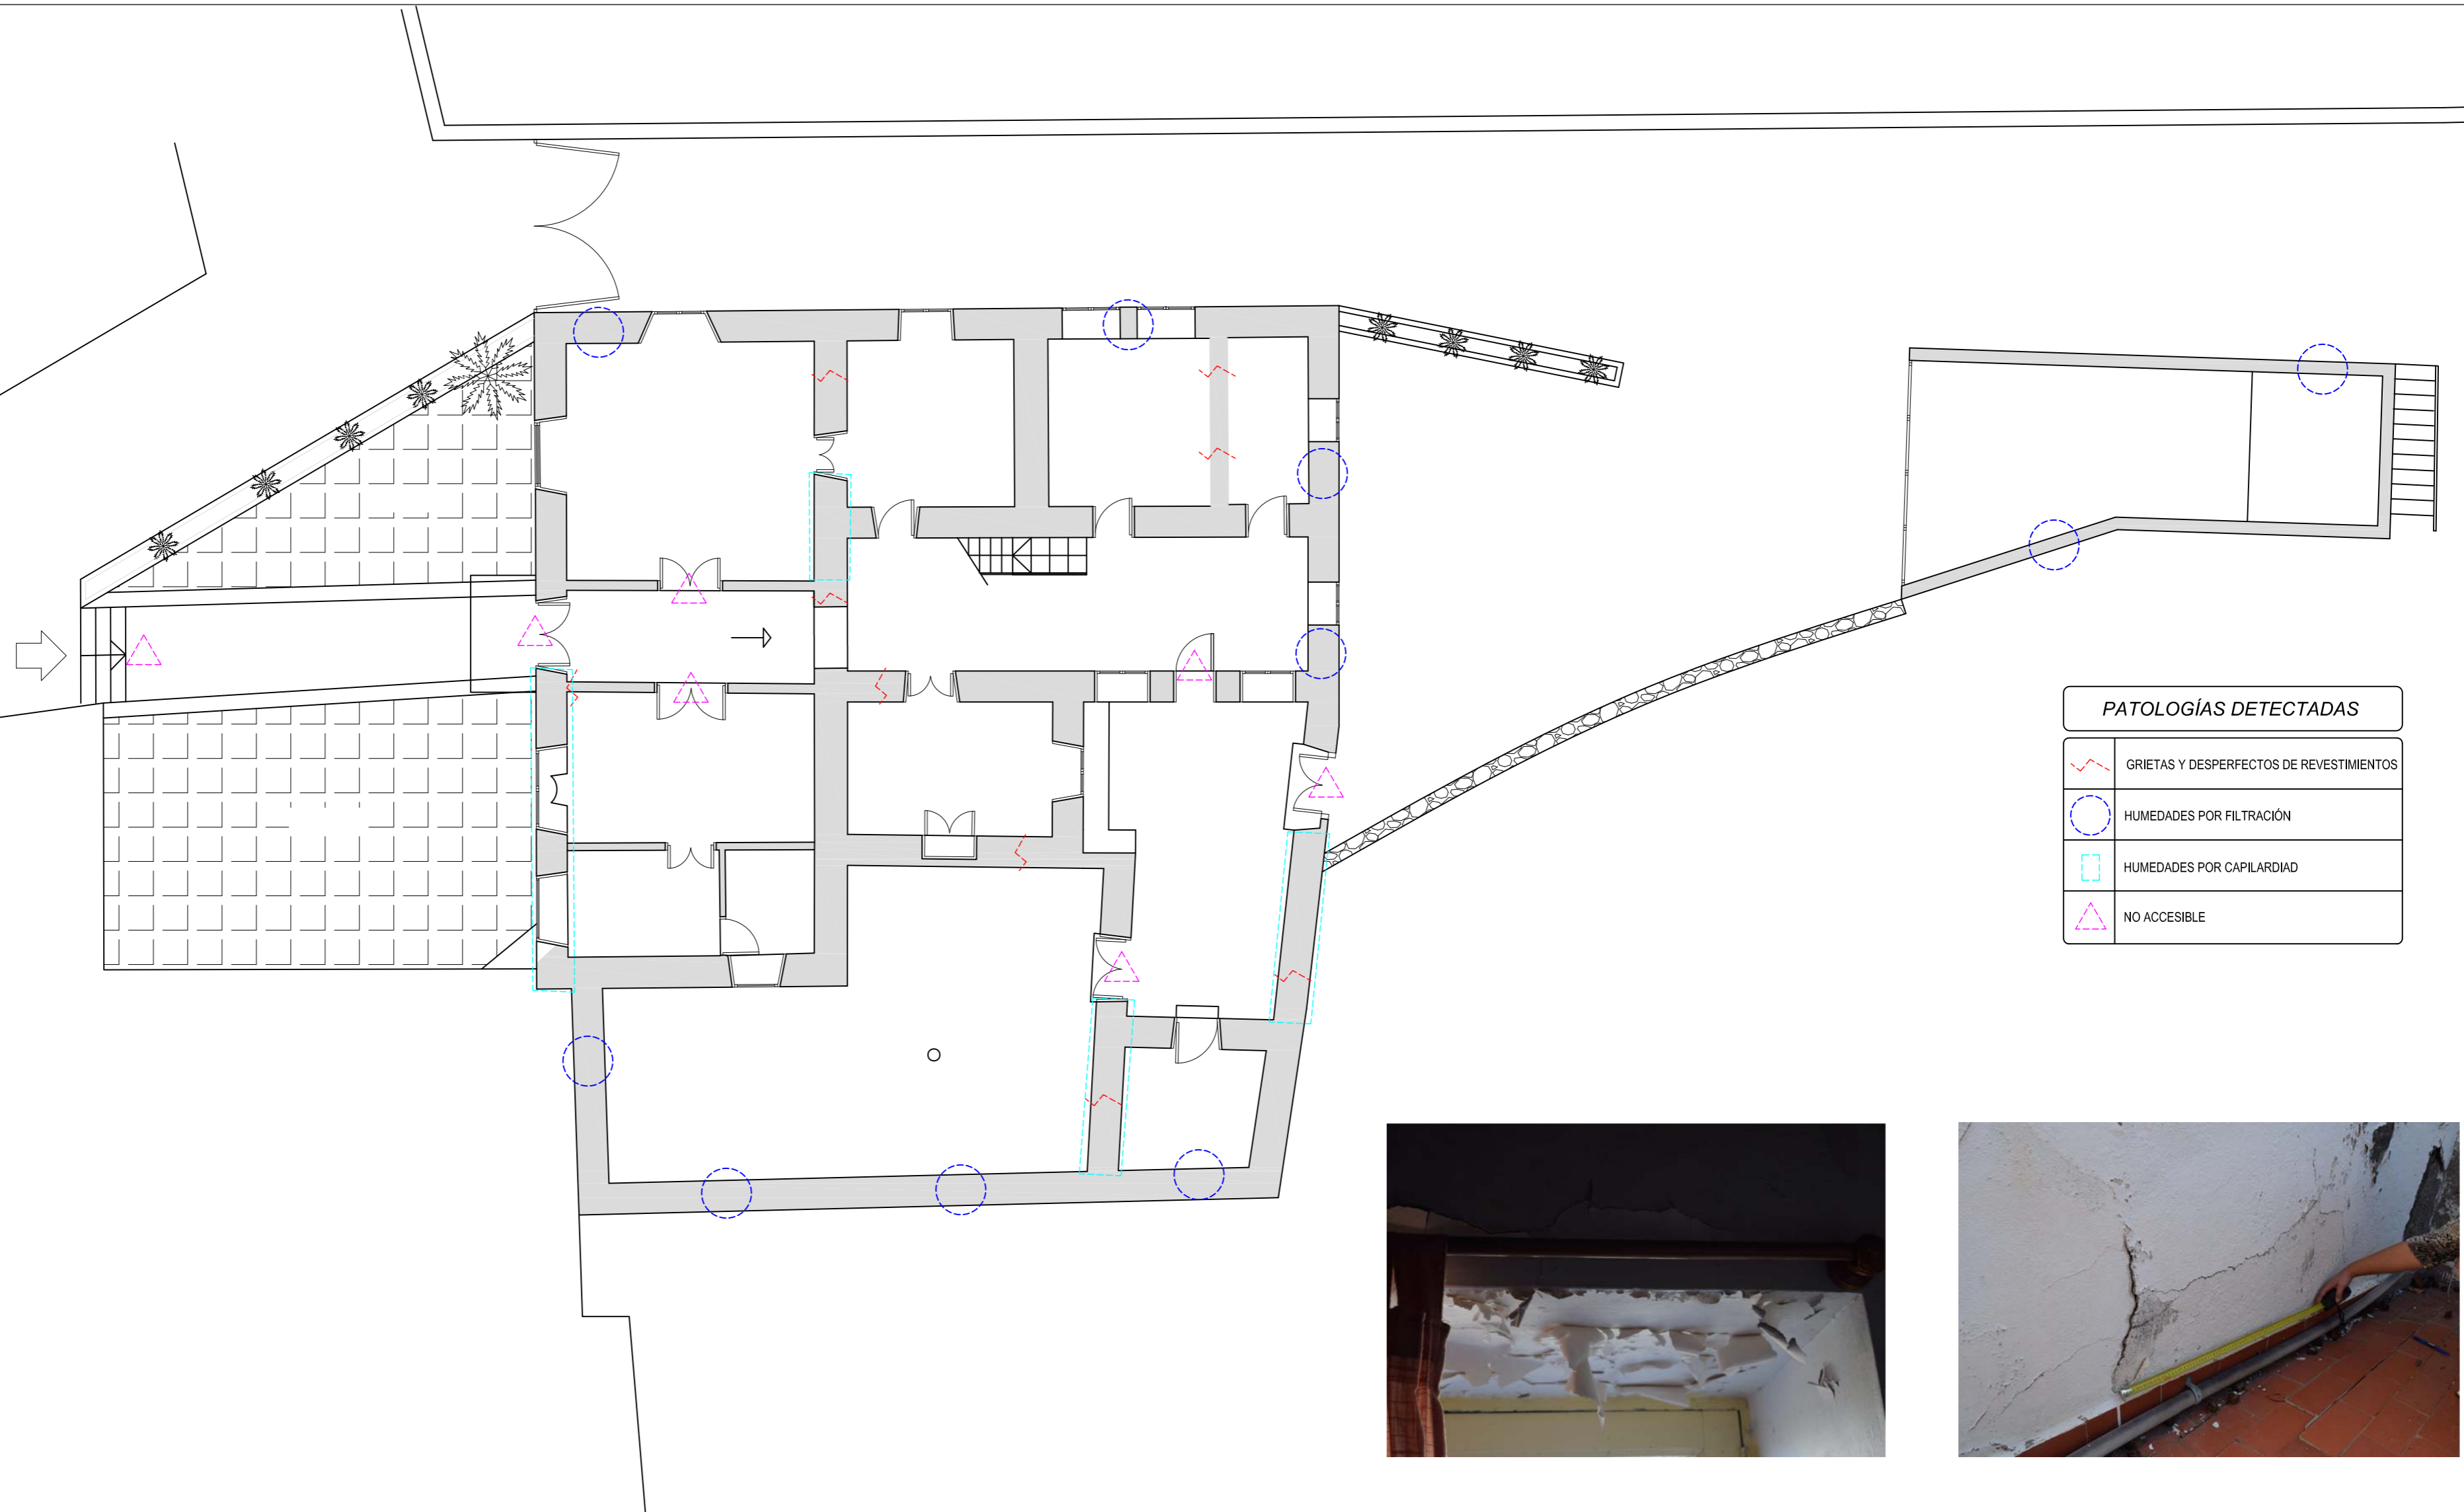 PATOLOGÍAS DETECTADAS
GRIETAS Y DESPERFECTOS DE REVESTIMIENTOS
HUMEDADES POR FILTRACIÓN
HUMEDADES POR CAPILARDIAD
NO ACCESIBLE